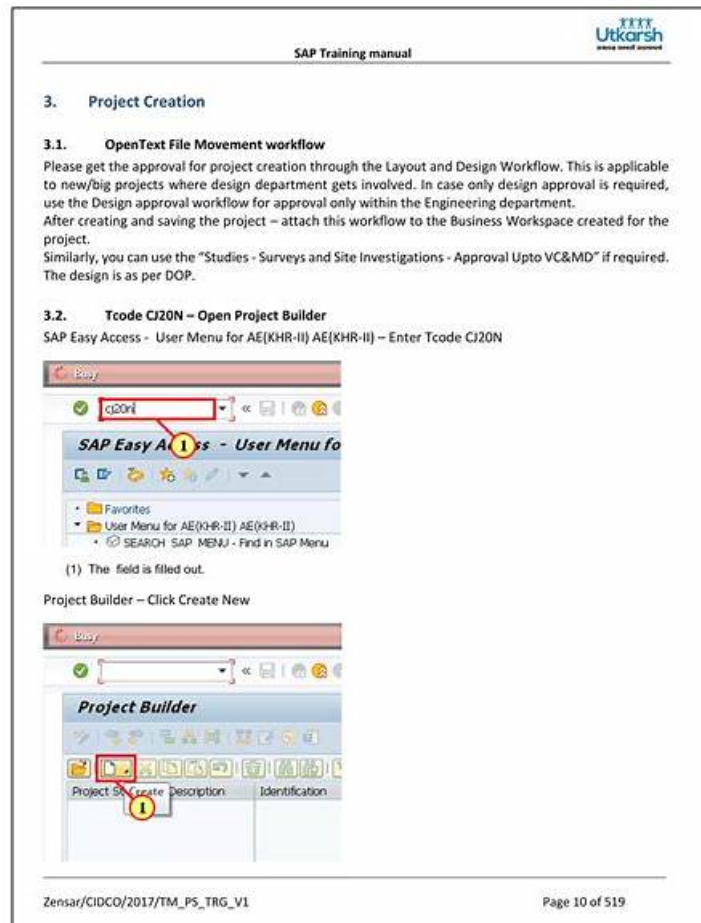 Utkarsh
SAP Training manual
3. Project Creation
3.1. OpenText File Movement workflow
Please get the approval for project creation through the Layout and Design Workflow. This is applicable
to new/big projects where design department gets involved. In case only design approval is required,
use the Design approval workflow for approval only within the Engineering department.
After creating and saving the project – attach this workflow to the Business Workspace created for the
project.
Similarly, you can use the “Studies - Surveys and Site Investigations - Approval Upto VC&MD” if required.
The design is as per DOP.
3.2. Tcode CJ20N – Open Project Builder
SAP Easy Access - User Menu for AE(KHR-II) AE(KHR-II) – Enter Tcode CJ20N
Busy
cj20n
SAP Easy A 1 ss - User Menu fo
Favorites
User Menu for AE(KHR-II) AE(KHR-II)
SEARCH_SAP_MENU - Find in SAP Menu
(1) The field is filled out.
Project Builder – Click Create New
Busy
Project Builder
Project St Create Description Identification
1
Zensar/CIDCO/2017/TM_PS_TRG_V1 Page 10 of 519